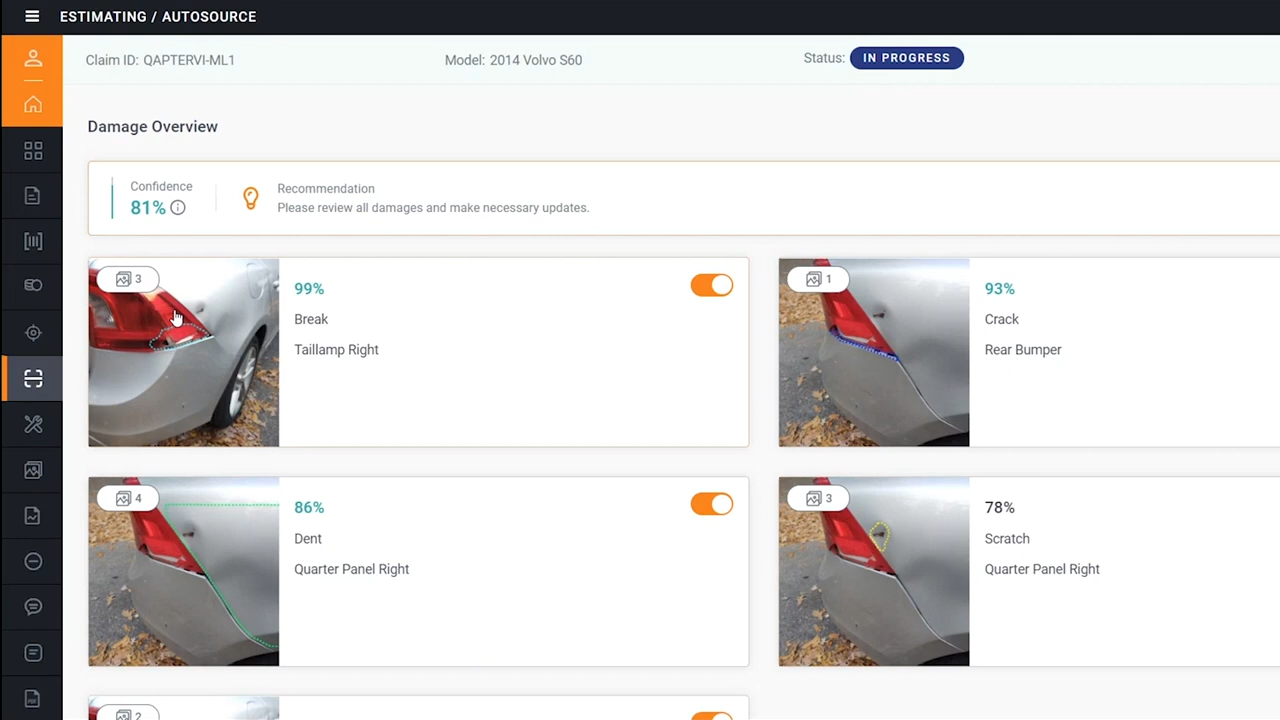 ESTIMATING / AUTOSOURCE
Claim ID: QAPTERVI-ML1
Model: 2014 Volvo S60
Status: IN PROGRESS
Damage Overview
Confidence
81%
Recommendation
Please review all damages and make necessary updates.
3
99%
Break
Taillamp Right
1
93%
Crack
Rear Bumper
4
86%
Dent
Quarter Panel Right
3
78%
Scratch
Quarter Panel Right
2
PDF